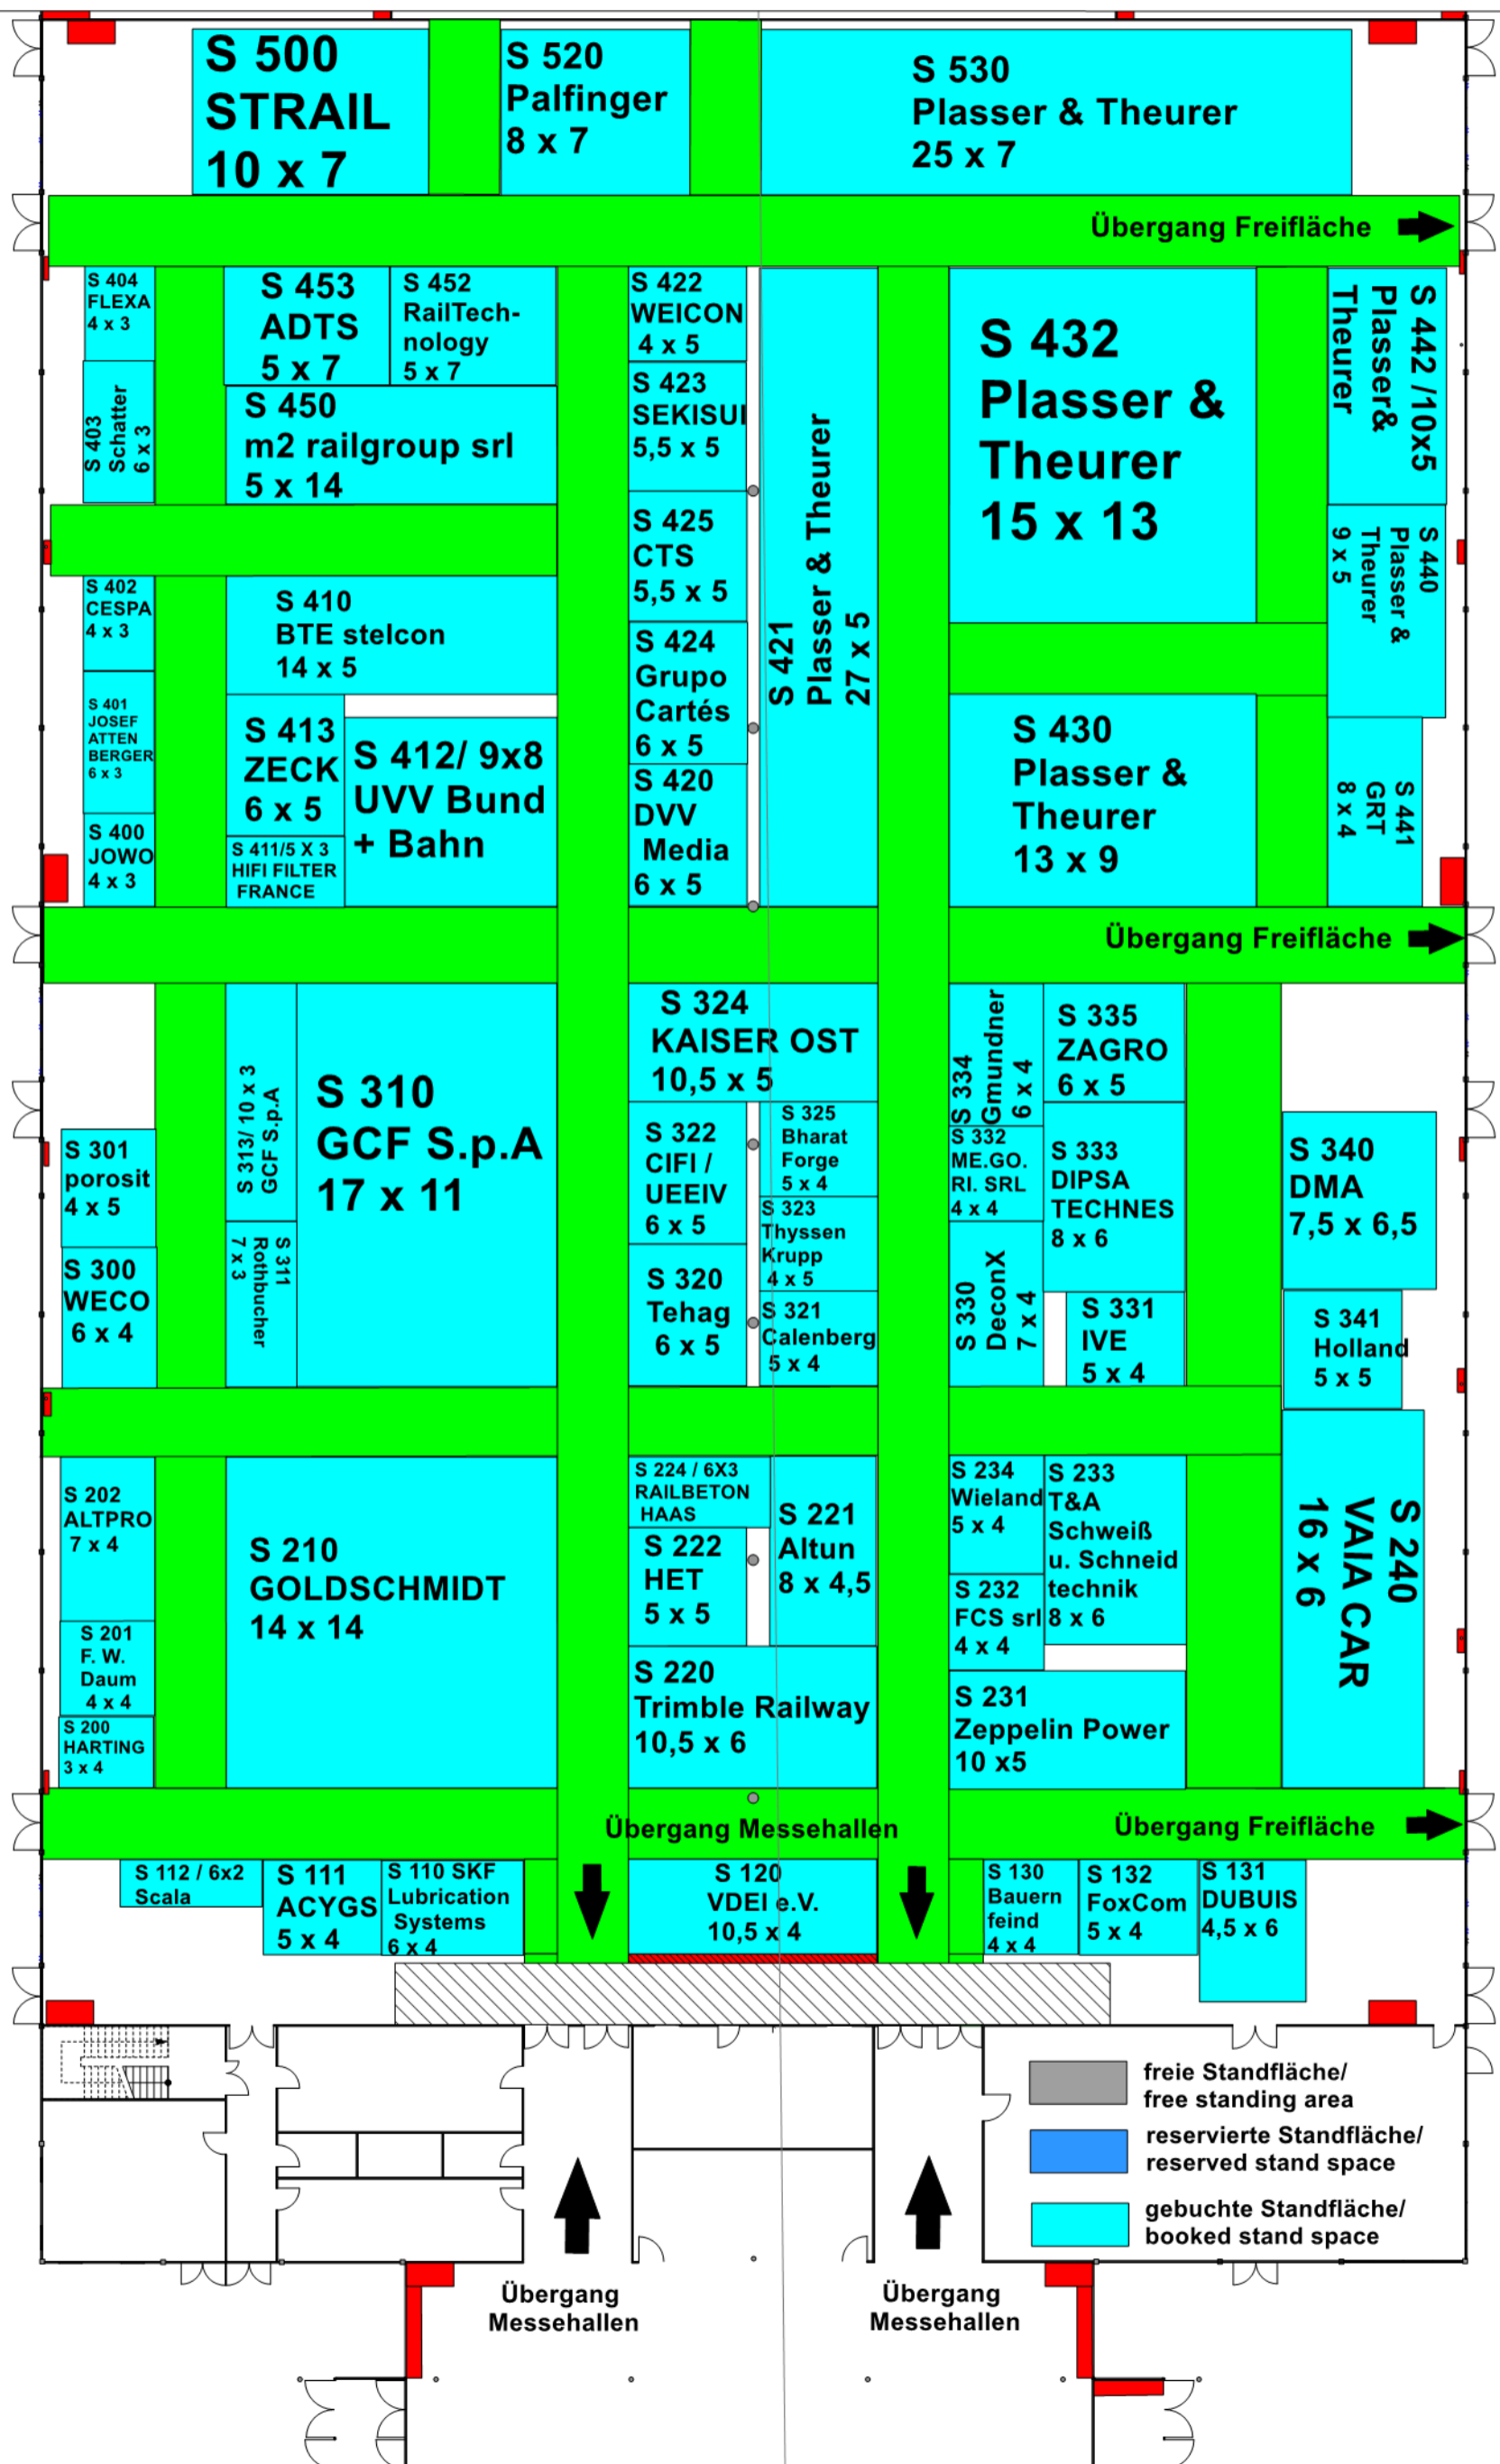 S 500
STRAIL
10 x 7
S 520
Palfinger
8 x 7
S 530
Plasser & Theurer
25 x 7
Übergang Freifläche
S 404
FLEXA
4 x 3
S 453
ADTS
5 x 7
S 452
RailTech-
nology
5 x 7
S 422
WEICON
4 x 5
S 421
Plasser & Theurer
27 x 5
S 432
Plasser &
Theurer
15 x 13
S 442 /10x5
Plasser&
Theurer
S 403
Schatter
6 x 3
S 450
m2 railgroup srl
5 x 14
S 423
SEKISUI
5,5 x 5
S 425
CTS
5,5 x 5
S 440
Plasser &
Theurer
9 x 5
S 402
CESPA
4 x 3
S 410
BTE stelcon
14 x 5
S 424
Grupo
Cartés
6 x 5
S 401
JOSEF
ATTEN
BERGER
6 x 3
S 413
ZECK
6 x 5
S 412/ 9x8
UVV Bund
+ Bahn
S 420
DVV
Media
6 x 5
S 430
Plasser &
Theurer
13 x 9
S 441
GRT
8 x 4
S 400
JOWO
4 x 3
S 411/5 X 3
HIFI FILTER
FRANCE
Übergang Freifläche
S 313/ 10 x 3
GCF S.p.A
S 310
GCF S.p.A
17 x 11
S 324
KAISER OST
10,5 x 5
S 334
Gmundner
6 x 4
S 335
ZAGRO
6 x 5
S 301
porosit
4 x 5
S 322
CIFI /
UEEIV
6 x 5
S 325
Bharat
Forge
5 x 4
S 332
ME.GO.
RI. SRL
4 x 4
S 333
DIPSA
TECHNES
8 x 6
S 340
DMA
7,5 x 6,5
S 323
Thyssen
Krupp
4 x 5
S 300
WECO
6 x 4
S 311
Rothbucher
7 x 3
S 320
Tehag
6 x 5
S 321
Calenberg
5 x 4
S 330
DeconX
7 x 4
S 331
IVE
5 x 4
S 341
Holland
5 x 5
S 202
ALTPRO
7 x 4
S 210
GOLDSCHMIDT
14 x 14
S 224 / 6X3
RAILBETON
HAAS
S 221
Altun
8 x 4,5
S 234
Wieland
5 x 4
S 233
T&A
Schweiß
u. Schneid
technik
8 x 6
S 240
VAIA CAR
16 x 6
S 222
HET
5 x 5
S 232
FCS srl
4 x 4
S 201
F. W.
Daum
4 x 4
S 220
Trimble Railway
10,5 x 6
S 231
Zeppelin Power
10 x5
S 200
HARTING
3 x 4
Übergang Messehallen
Übergang Freifläche
S 112 / 6x2
Scala
S 111
ACYGS
5 x 4
S 110 SKF
Lubrication
Systems
6 x 4
S 120
VDEI e.V.
10,5 x 4
S 130
Bauern
feind
4 x 4
S 132
FoxCom
5 x 4
S 131
DUBUIS
4,5 x 6
freie Standfläche/
free standing area
reservierte Standfläche/
reserved stand space
gebuchte Standfläche/
booked stand space
Übergang
Messehallen
Übergang
Messehallen